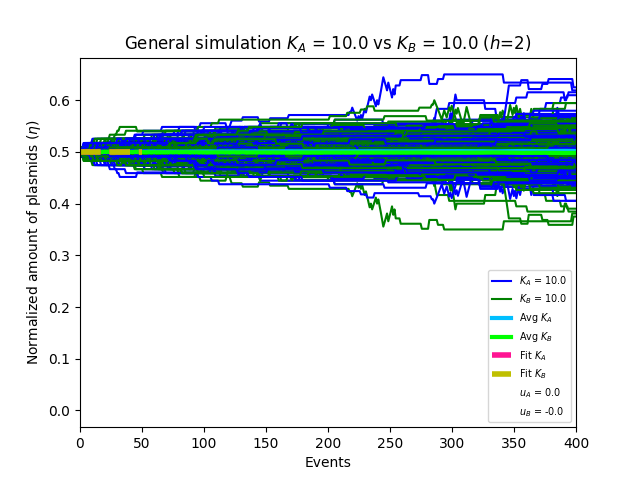 General simulation K_A = 10.0 vs K_B = 10.0 (h=2)
Normalized amount of plasmids (η)
0.6
0.5
0.4
0.3
0.2
0.1
0.0
K_A = 10.0
K_B = 10.0
Avg K_A
Avg K_B
Fit K_A
Fit K_B
u_A = 0.0
u_B = -0.0
0 50 100 150 200 250 300 350 400
Events